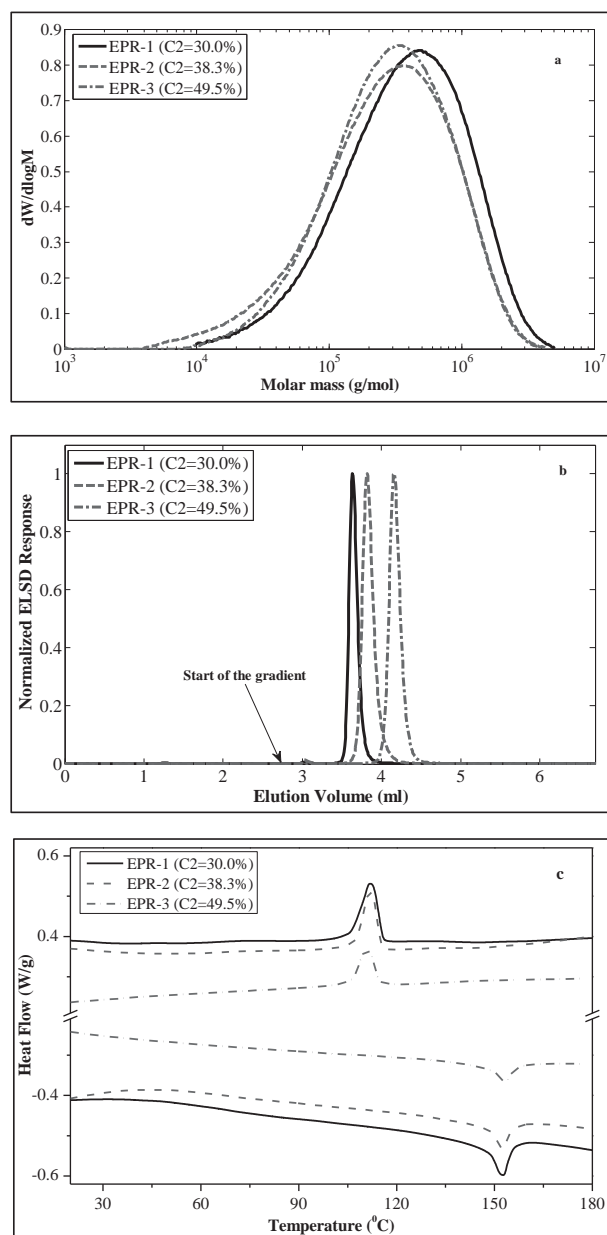 0.9
EPR-1 (C2=30.0%)
EPR-2 (C2=38.3%)
EPR-3 (C2=49.5%)
a
0.8
0.7
0.6
0.5
0.4
0.3
0.2
0.1
0
dW/dlogM
10^3 10^4 10^5 10^6 10^7
Molar mass (g/mol)
EPR-1 (C2=30.0%)
EPR-2 (C2=38.3%)
EPR-3 (C2=49.5%)
b
1
0.8
0.6
0.4
0.2
0
Normalized ELSD Response
Start of the gradient
0 1 2 3 4 5 6
Elution Volume (ml)
0.6
EPR-1 (C2=30.0%)
EPR-2 (C2=38.3%)
EPR-3 (C2=49.5%)
c
0.4
-0.4
-0.6
Heat Flow (W/g)
30 60 90 120 150 180
Temperature (⁰C)